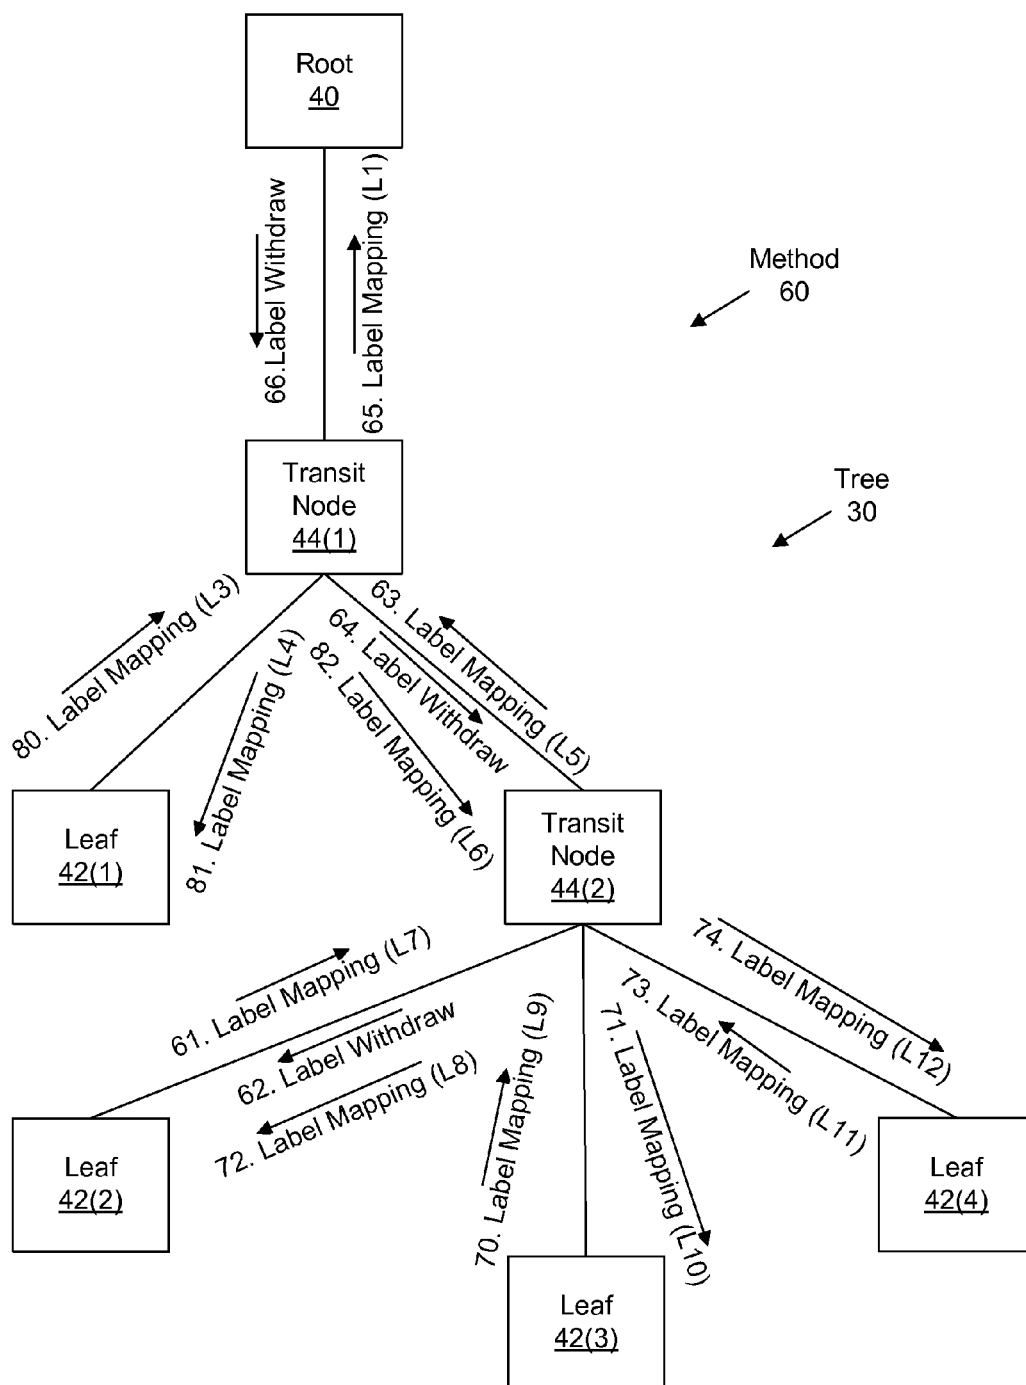 Root
40
66.Label Withdraw
65. Label Mapping (L1)
Method
60
Transit
Node
44(1)
Tree
30
80. Label Mapping (L3)
81. Label Mapping (L4)
82. Label Mapping (L6)
64. Label Withdraw
63. Label Mapping (L5)
Leaf
42(1)
Transit
Node
44(2)
61. Label Mapping (L7)
62. Label Withdraw
72. Label Mapping (L8)
70. Label Mapping (L9)
71. Label Mapping (L10)
73. Label Mapping (L11)
74. Label Mapping (L12)
Leaf
42(2)
Leaf
42(3)
Leaf
42(4)